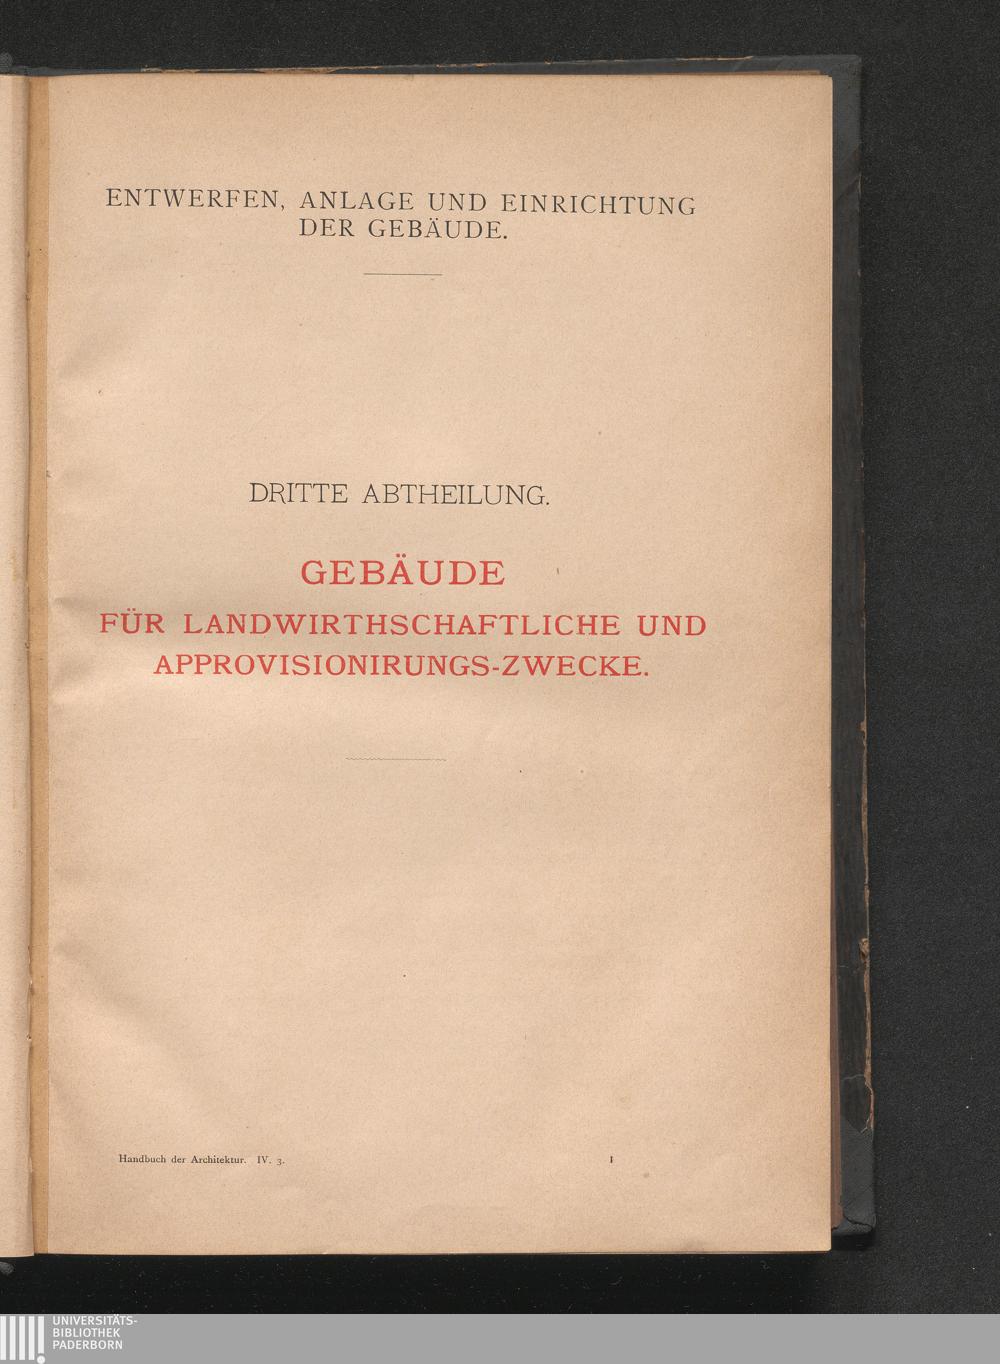 ENTWERFEN, ANLAGE UND EINRICHTUNG
DER GEBÄUDE.
DRITTE ABTHEILUNG.
GEBÄUDE
FÜR LANDWIRTHSCHAFTLICHE UND
APPROVISIONIRUNGS-ZWECKE.
Handbuch der Architektur. IV. 3.
1
UNIVERSITÄTS-
BIBLIOTHEK
PADERBORN